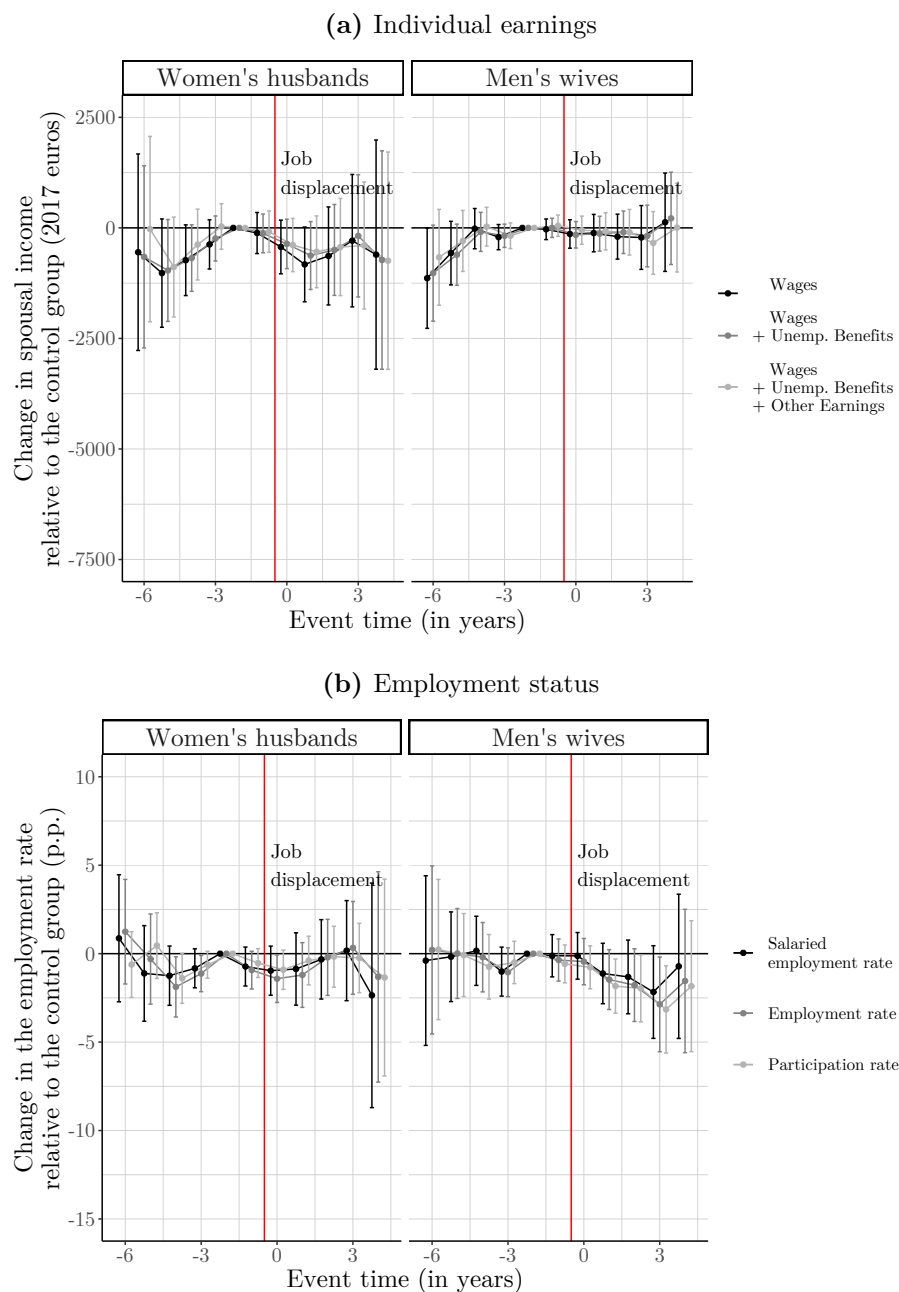 (a) Individual earnings
Women's husbands
Men's wives
Change in spousal income
relative to the control group (2017 euros)
2500
0
-2500
-5000
-7500
Job
displacement
Job
displacement
-6
-3
0
3
-6
-3
0
3
Event time (in years)
Wages
Wages
+ Unemp. Benefits
Wages
+ Unemp. Benefits
+ Other Earnings
(b) Employment status
Women's husbands
Men's wives
Change in the employment rate
relative to the control group (p.p.)
10
5
0
-5
-10
-15
Job
displacement
Job
displacement
-6
-3
0
3
-6
-3
0
3
Event time (in years)
Salaried
employment rate
Employment rate
Participation rate